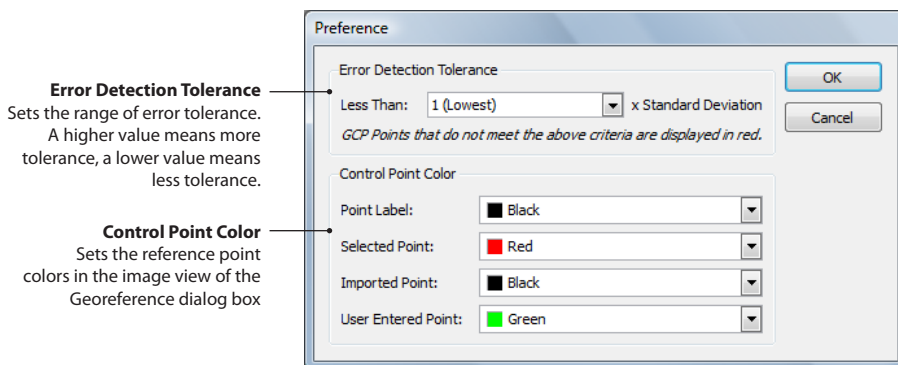 Preference
Error Detection Tolerance
Sets the range of error tolerance.
A higher value means more
tolerance, a lower value means
less tolerance.
Control Point Color
Sets the reference point
colors in the image view of the
Georeference dialog box
Error Detection Tolerance
Less Than: 1 (Lowest) x Standard Deviation
GCP Points that do not meet the above criteria are displayed in red.
Control Point Color
Point Label: Black
Selected Point: Red
Imported Point: Black
User Entered Point: Green
OK
Cancel